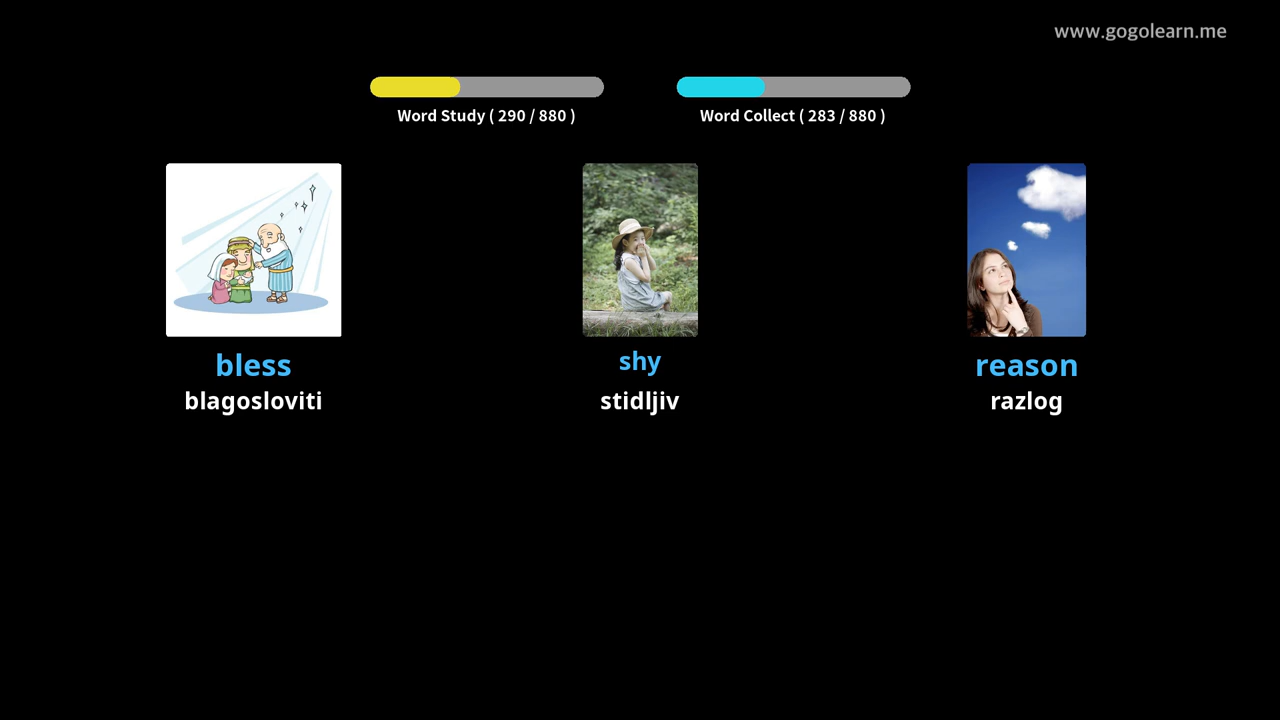 www.gogolearn.me
Word Study ( 290 / 880 )
Word Collect ( 283 / 880 )
bless
blagosloviti
shy
stidljiv
reason
razlog